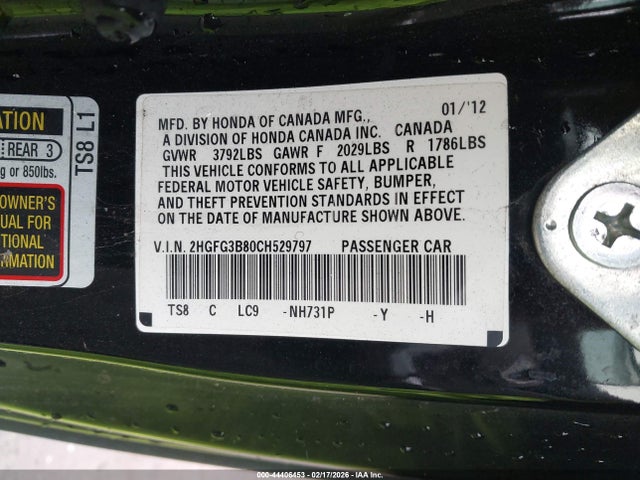 ATION
REAR 3
g or 850lbs.
OWNER'S
UAL FOR
TIONAL
MATION
TS8 L1
MFD. BY HONDA OF CANADA MFG., 01/'12
A DIVISION OF HONDA CANADA INC. CANADA
GVWR 3792LBS GAWR F 2029LBS R 1786LBS
THIS VEHICLE CONFORMS TO ALL APPLICABLE
FEDERAL MOTOR VEHICLE SAFETY, BUMPER,
AND THEFT PREVENTION STANDARDS IN EFFECT
ON THE DATE OF MANUFACTURE SHOWN ABOVE.
V.I.N. 2HGFG3B80CH529797 PASSENGER CAR
TS8 C LC9 -NH731P -Y -H
000-44406453 - 02/17/2026 - IAA Inc.